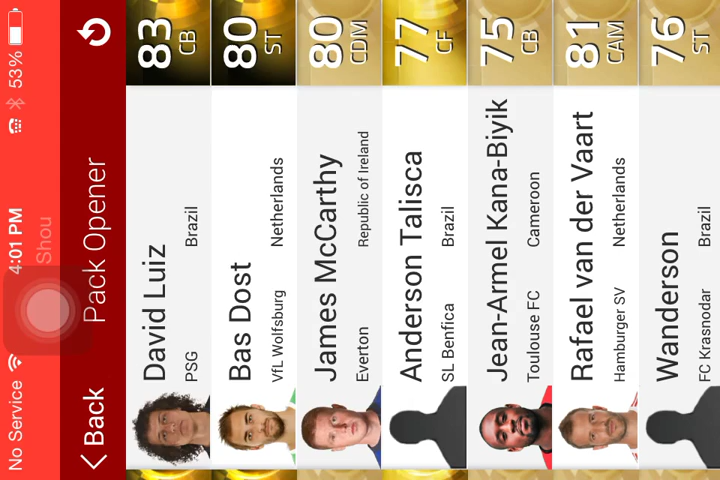 No Service 4:01 PM 53%
Shou
Back Pack Opener
David Luiz 83
PSG Brazil CB
Bas Dost 80
VfL Wolfsburg Netherlands ST
James McCarthy 80
Everton Republic of Ireland CDM
Anderson Talisca 77
SL Benfica Brazil CF
Jean-Armel Kana-Biyik 75
Toulouse FC Cameroon CB
Rafael van der Vaart 81
Hamburger SV Netherlands CAM
Wanderson 76
FC Krasnodar Brazil ST